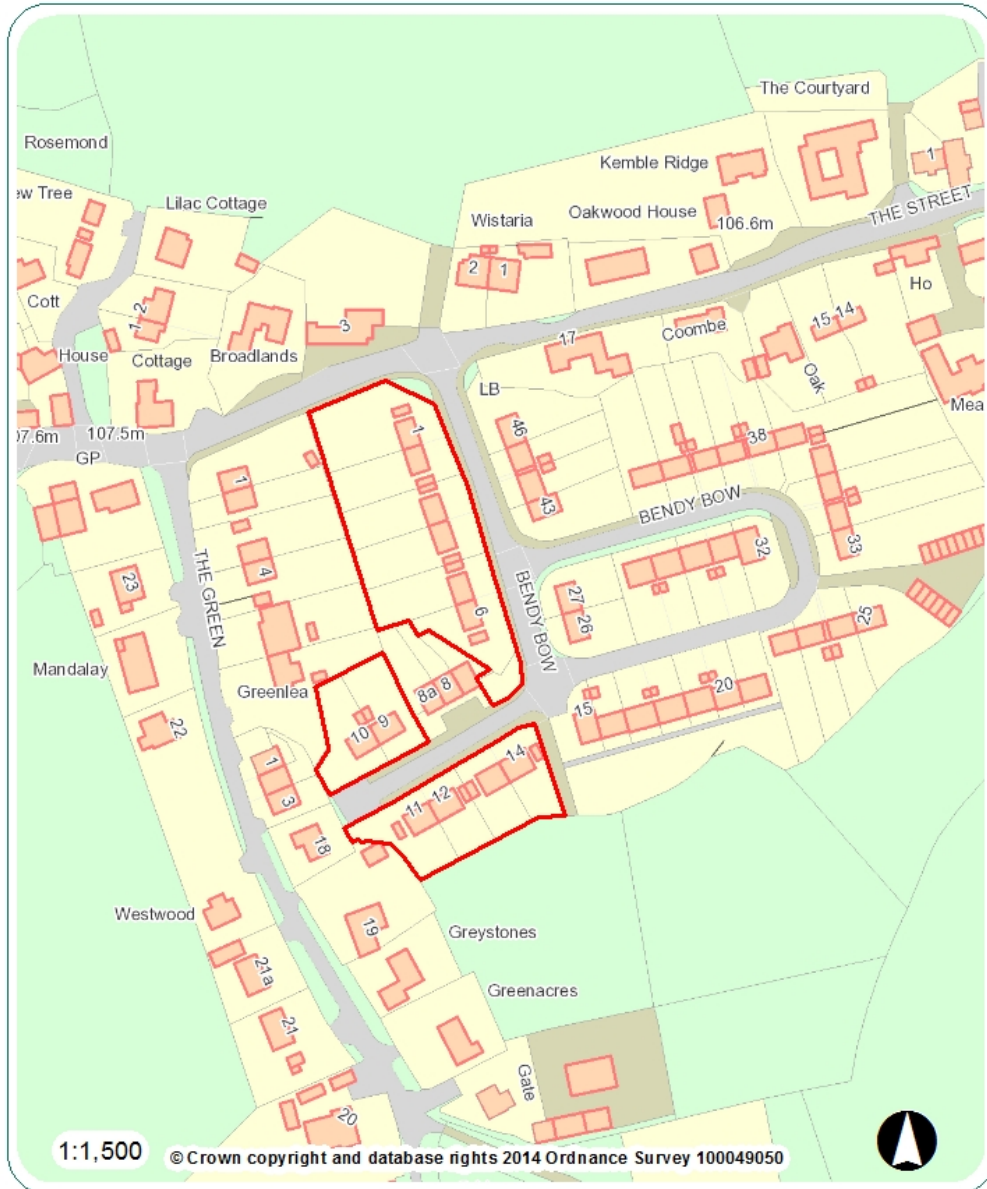 The Courtyard
Rosemond
Kemble Ridge
1
ew Tree
Lilac Cottage
Wistaria
Oakwood House
THE STREET
106.6m
2 1
Cott
Ho
1 2
3
15 14
17
Coombe
House
Cottage
Broadlands
Oak
LB
Mea
07.6m
107.5m
GP
46
1
38
1
43
BENDY BOW
33
32
THE GREEN
4
23
BENDY BOW
27
26
6
25
Mandalay
Greenlea
8a 8
20
15
22
10 9
14
1
3
11 12
18
Westwood
19
Greystones
21a
Greenacres
21
Gate
20
1:1,500
© Crown copyright and database rights 2014 Ordnance Survey 100049050